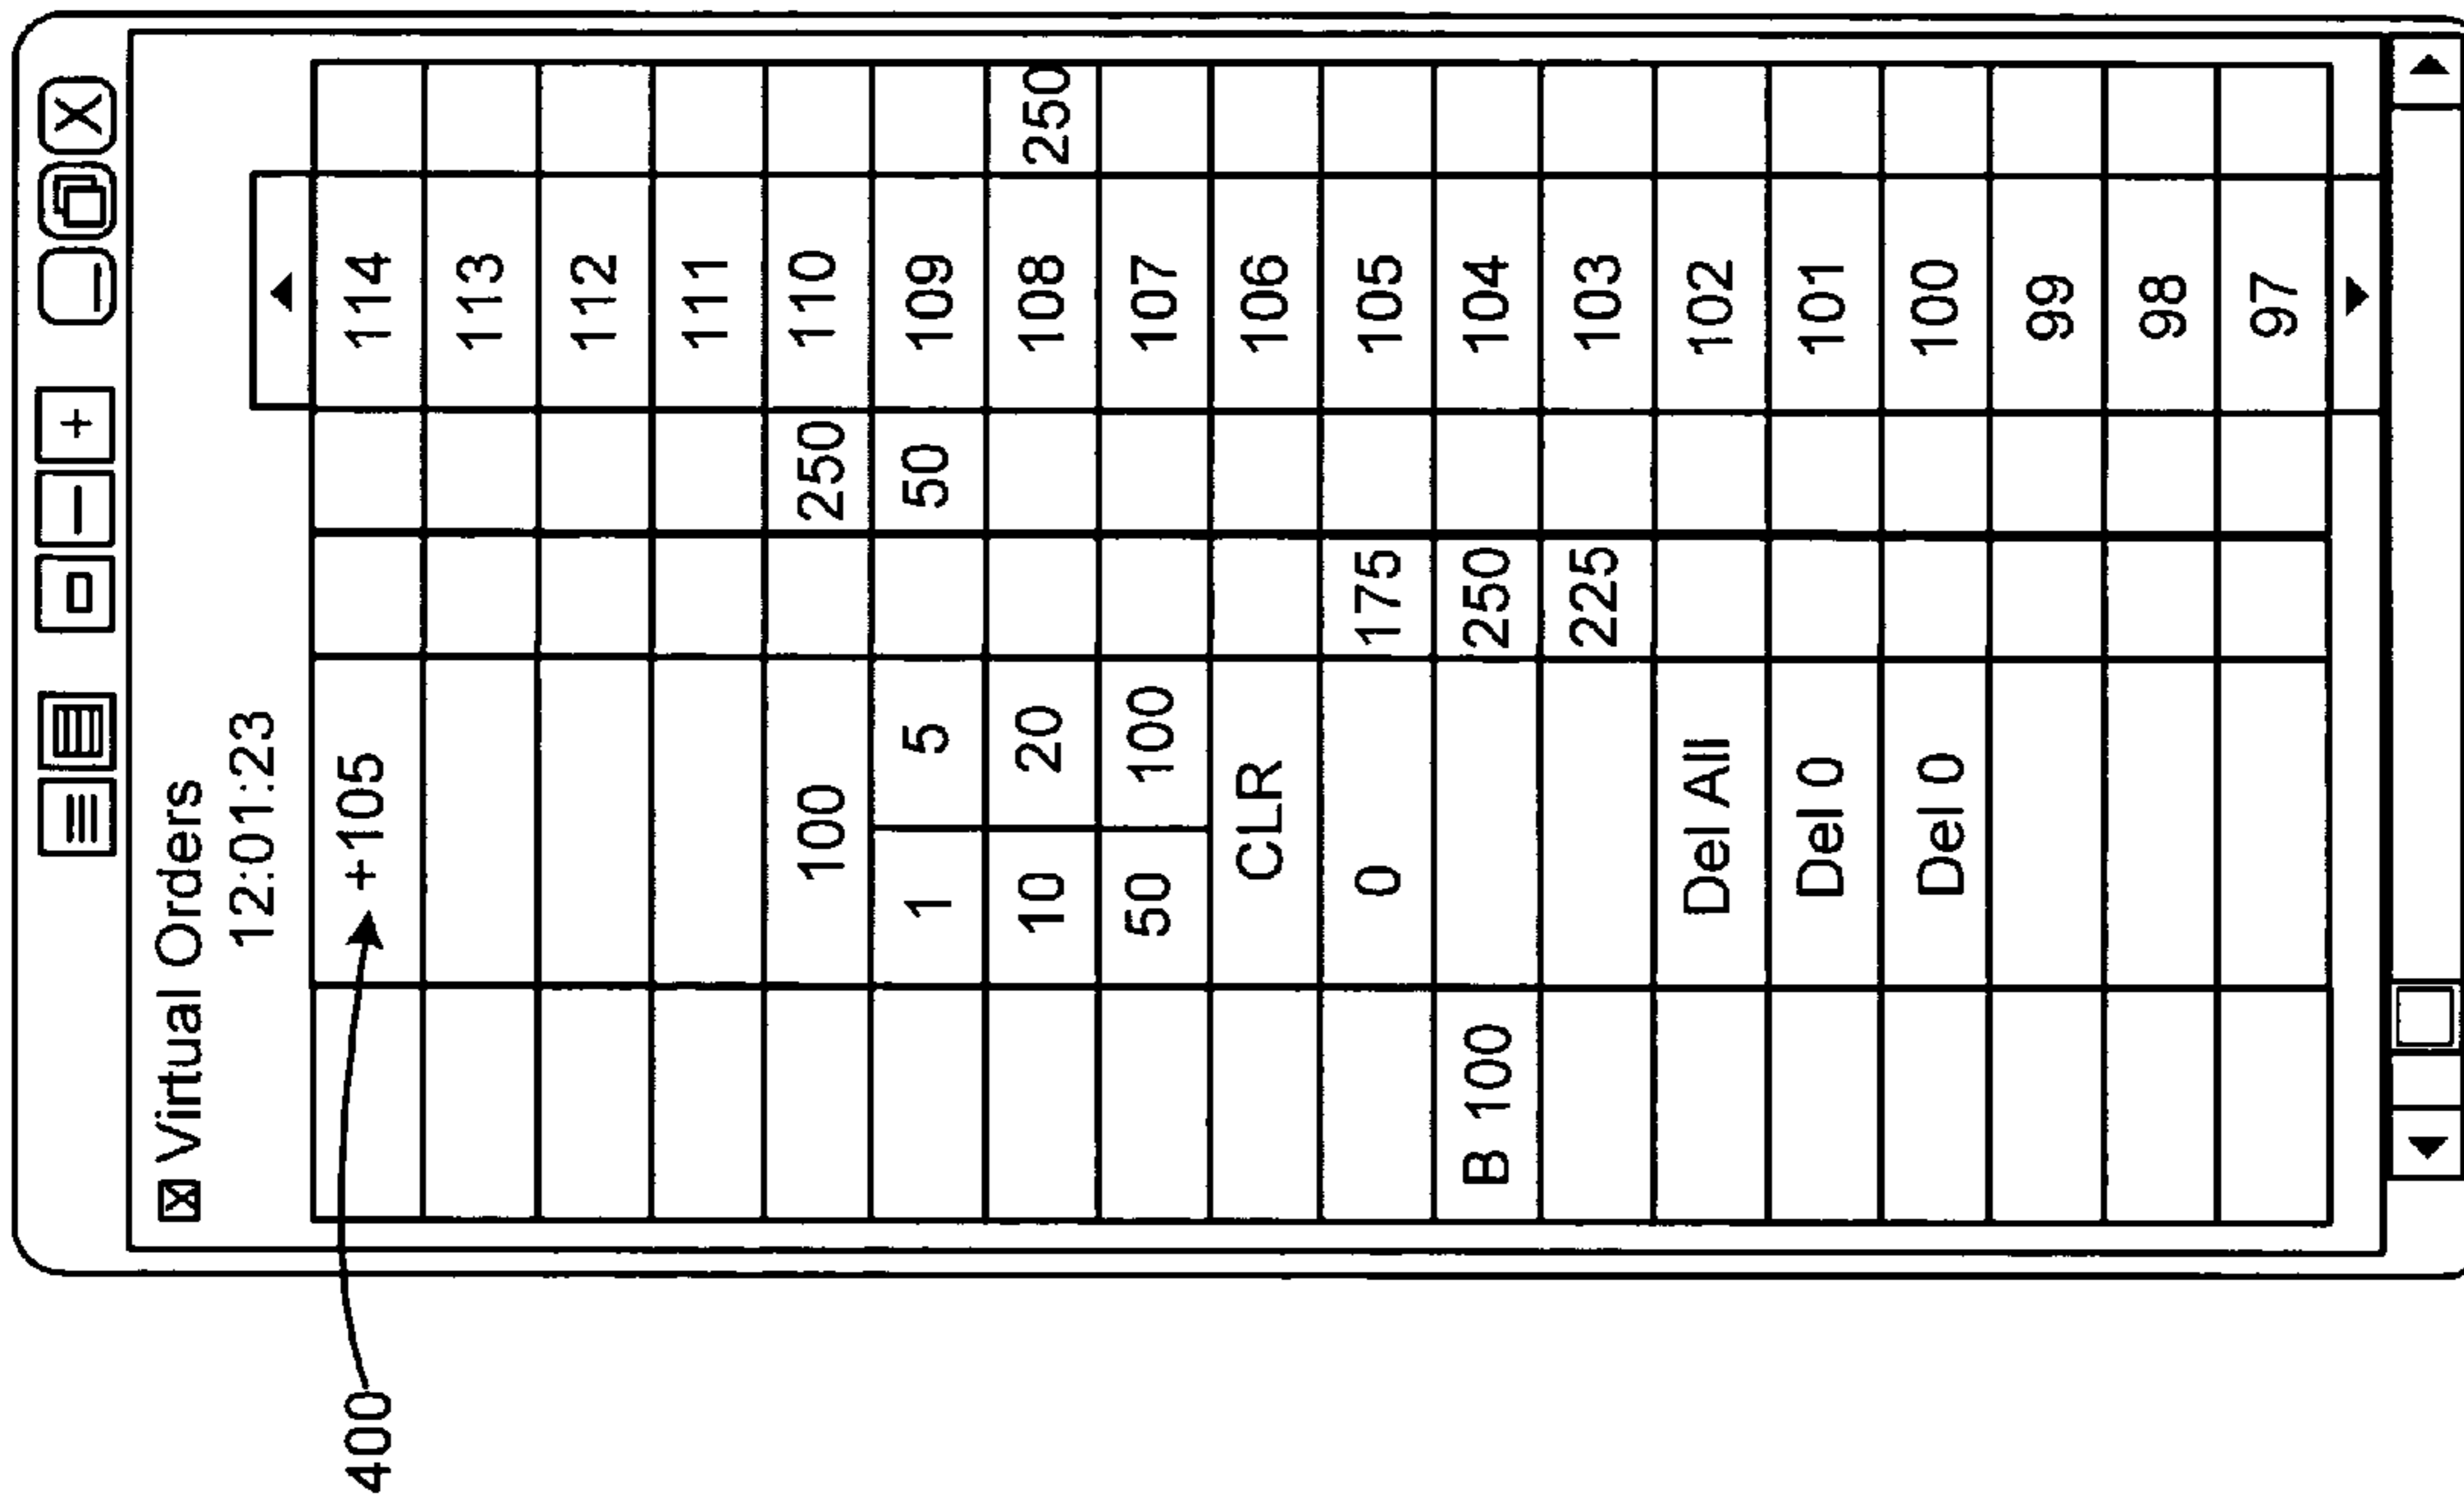 Virtual Orders
12:01:23
400 +105 114
113
112
111
100 250 110
1 5 50 109
10 20 108 250
50 100 107
CLR 106
0 175 105
B 100 250 104
225 103
Del All 102
Del 0 101
Del 0 100
99
98
97